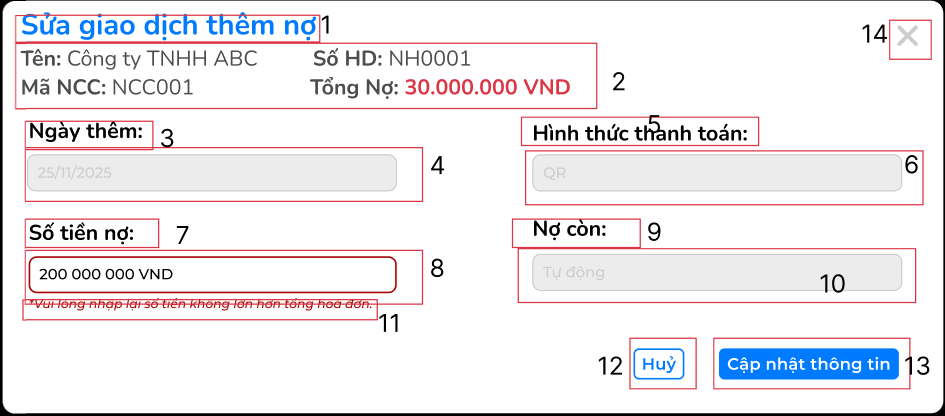 Sửa giao dịch thêm nợ 1
14
Tên: Công ty TNHH ABC Số HD: NH0001
Mã NCC: NCC001 Tổng Nợ: 30.000.000 VND 2
Ngày thêm: 3 Hình thức thanh toán: 5
25/11/2025 4 QR 6
Số tiền nợ: 7 Nợ còn: 9
200 000 000 VND 8 Tự động 10
*Vui lòng nhập lại số tiền không lớn hơn tổng hoá đơn. 11
12 Huỷ Cập nhật thông tin 13